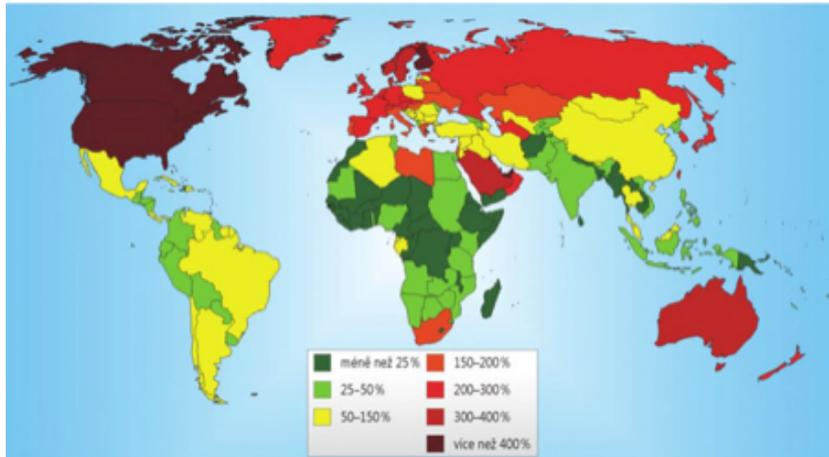 méně než 25 %
25–50 %
50–150 %
150–200 %
200–300 %
300–400 %
více než 400 %